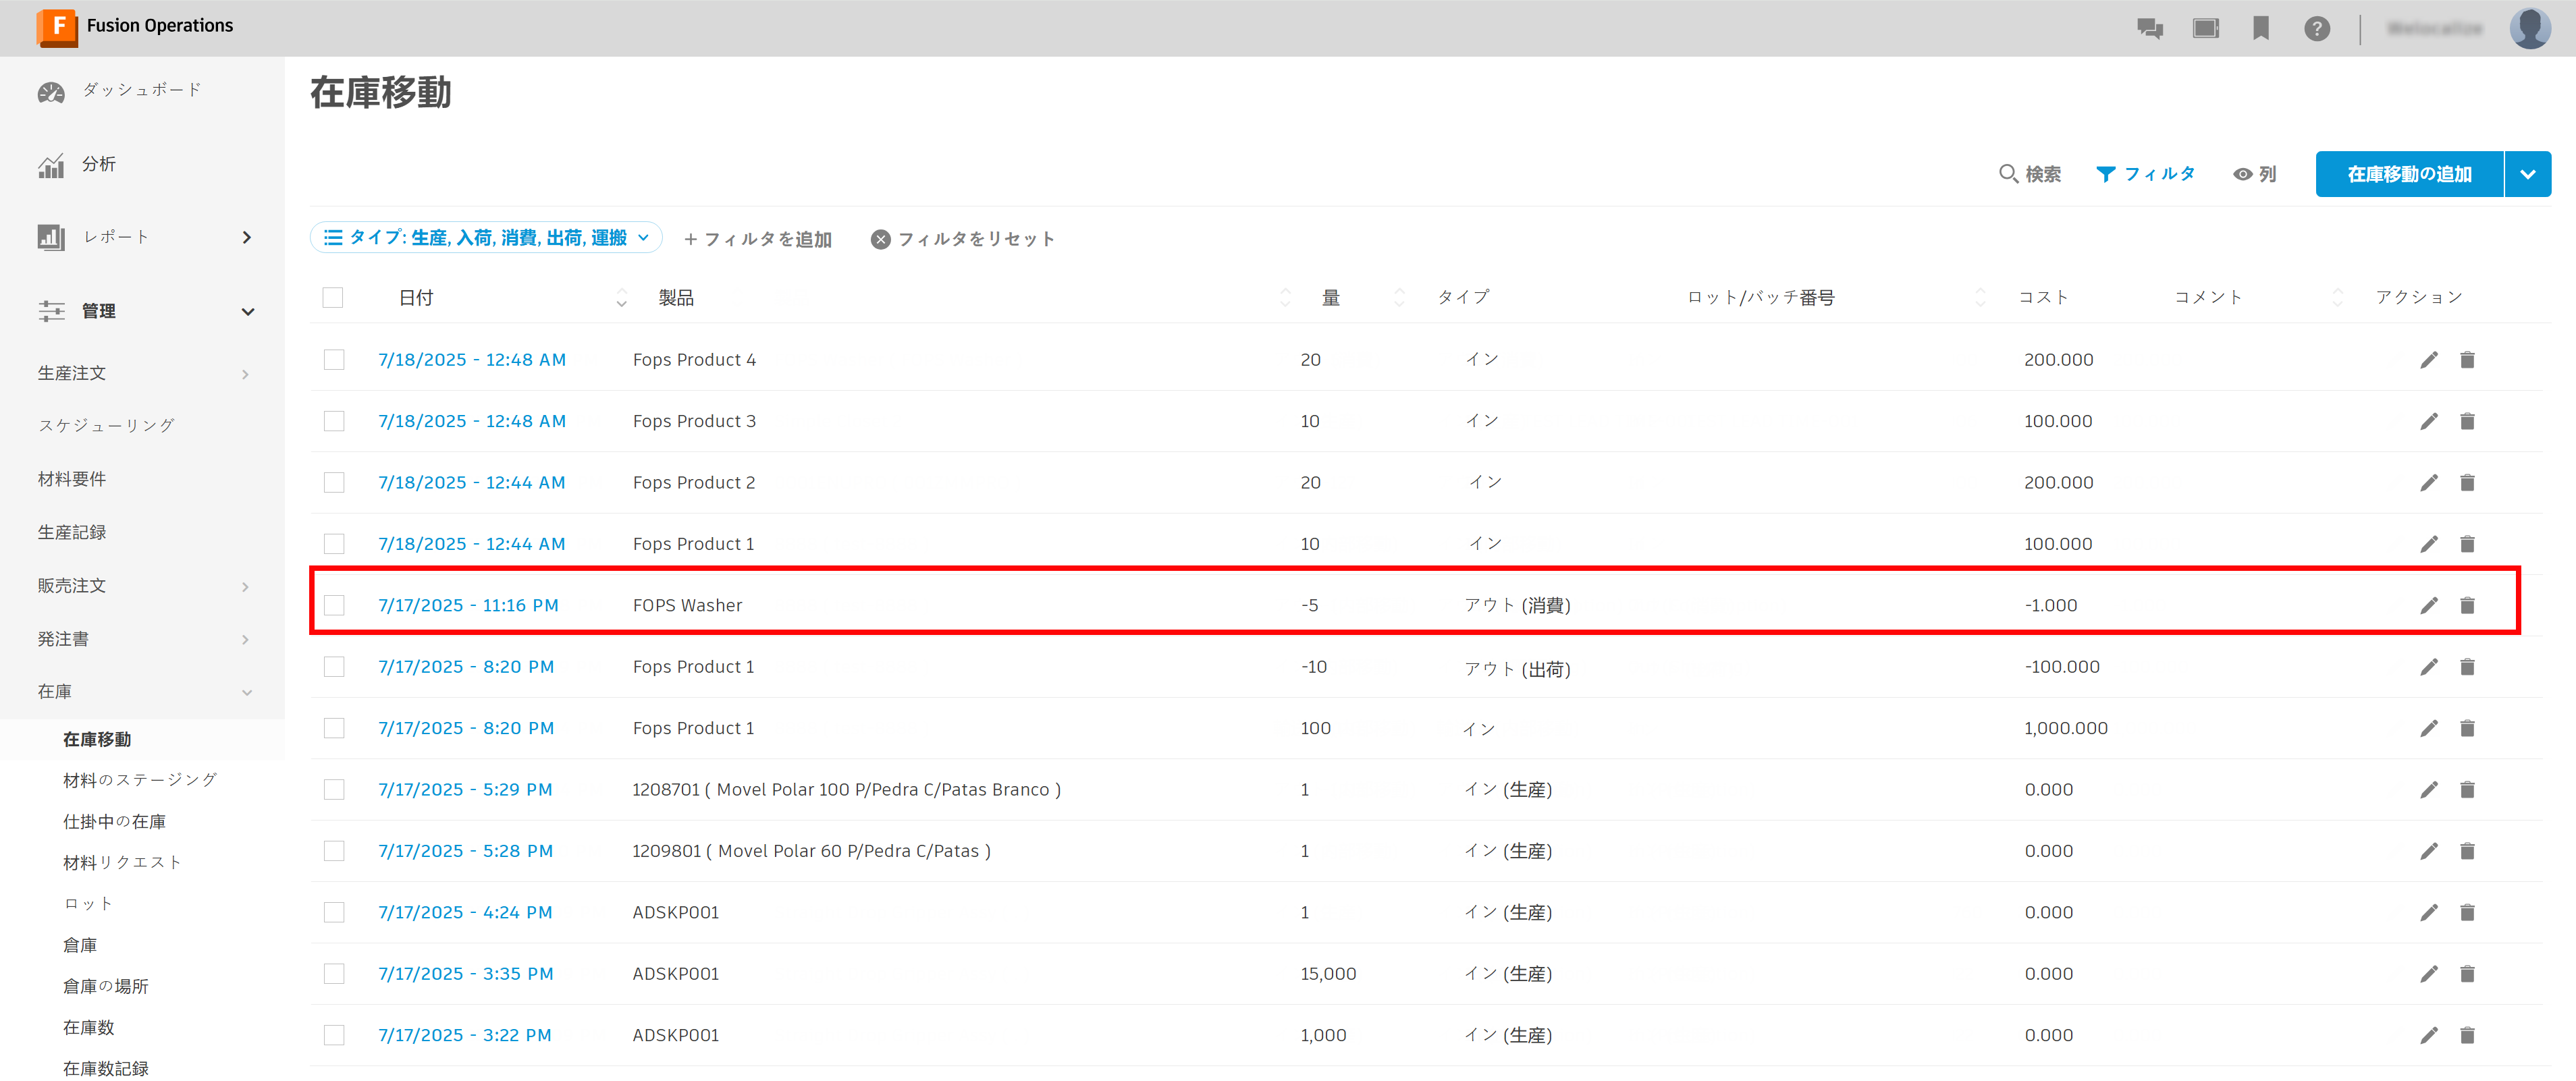 F Fusion Operations
ダッシュボード
分析
レポート
管理
生産注文
スケジューリング
材料要件
生産記録
販売注文
発注書
在庫
在庫移動
材料のステージング
仕掛中の在庫
材料リクエスト
ロット
倉庫
倉庫の場所
在庫数
在庫数記録
在庫移動
検索 フィルタ 列 在庫移動の追加
タイプ: 生産, 入荷, 消費, 出荷, 運搬 + フィルタを追加 フィルタをリセット
日付 製品 量 タイプ ロット/バッチ番号 コスト コメント アクション
7/18/2025 - 12:48 AM Fops Product 4 20 イン 200.000
7/18/2025 - 12:48 AM Fops Product 3 10 イン 100.000
7/18/2025 - 12:44 AM Fops Product 2 20 イン 200.000
7/18/2025 - 12:44 AM Fops Product 1 10 イン 100.000
7/17/2025 - 11:16 PM FOPS Washer -5 アウト (消費) -1.000
7/17/2025 - 8:20 PM Fops Product 1 -10 アウト (出荷) -100.000
7/17/2025 - 8:20 PM Fops Product 1 100 イン 1,000.000
7/17/2025 - 5:29 PM 1208701 ( Movel Polar 100 P/Pedra C/Patas Branco ) 1 イン (生産) 0.000
7/17/2025 - 5:28 PM 1209801 ( Movel Polar 60 P/Pedra C/Patas ) 1 イン (生産) 0.000
7/17/2025 - 4:24 PM ADSKP001 1 イン (生産) 0.000
7/17/2025 - 3:35 PM ADSKP001 15,000 イン (生産) 0.000
7/17/2025 - 3:22 PM ADSKP001 1,000 イン (生産) 0.000